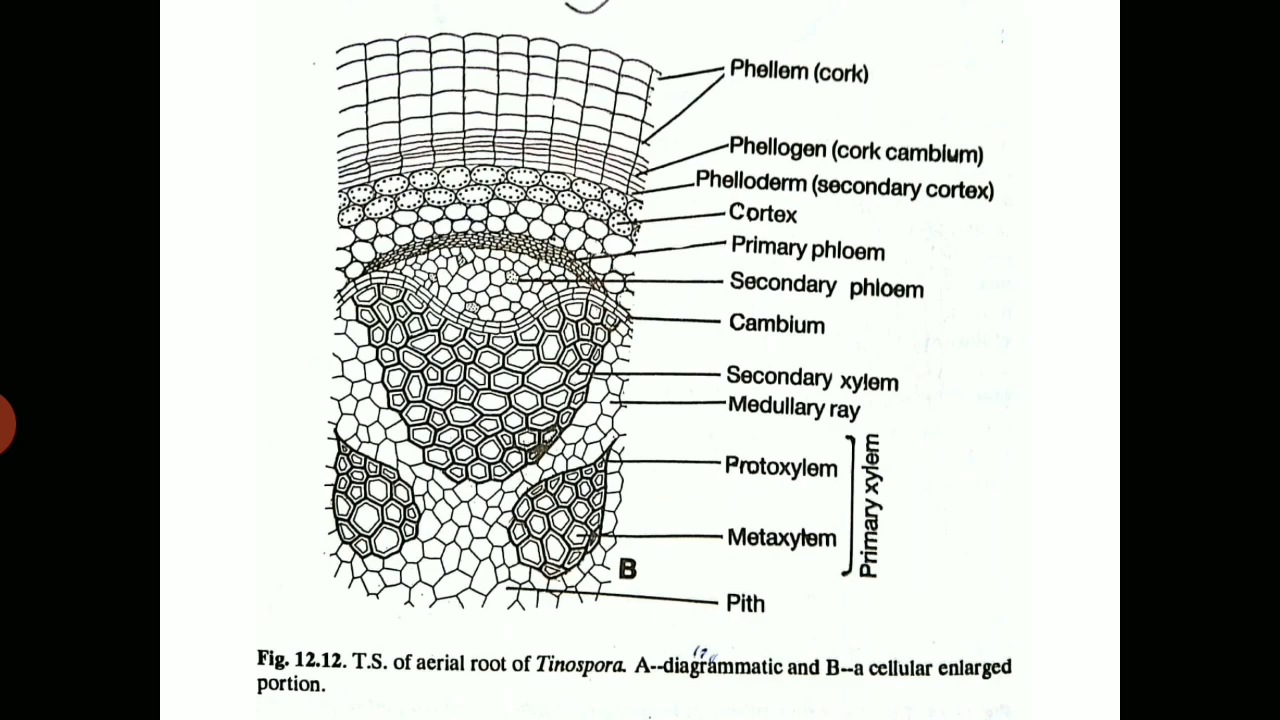 Phellem (cork)
Phellogen (cork cambium)
Phelloderm (secondary cortex)
Cortex
Primary phloem
Secondary phloem
Cambium
Secondary xylem
Medullary ray
Protoxylem
Primary xylem
Metaxylem
B
Pith
Fig. 12.12. T.S. of aerial root of Tinospora. A--diagrammatic and B--a cellular enlarged
portion.